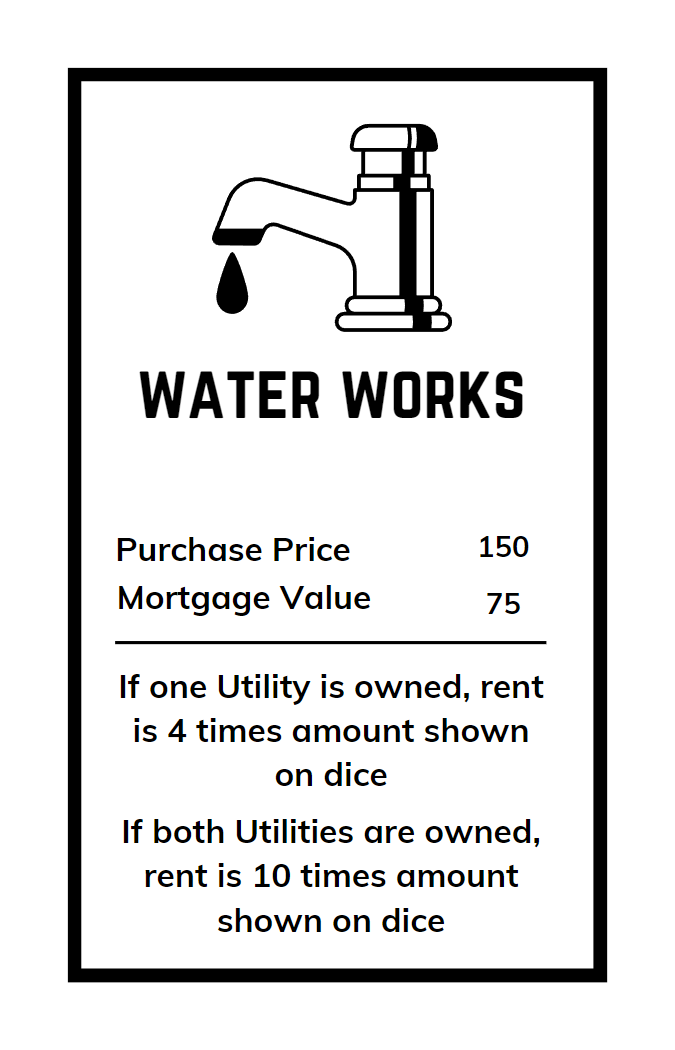 WATER WORKS
Purchase Price 150
Mortgage Value 75
If one Utility is owned, rent
is 4 times amount shown
on dice
If both Utilities are owned,
rent is 10 times amount
shown on dice